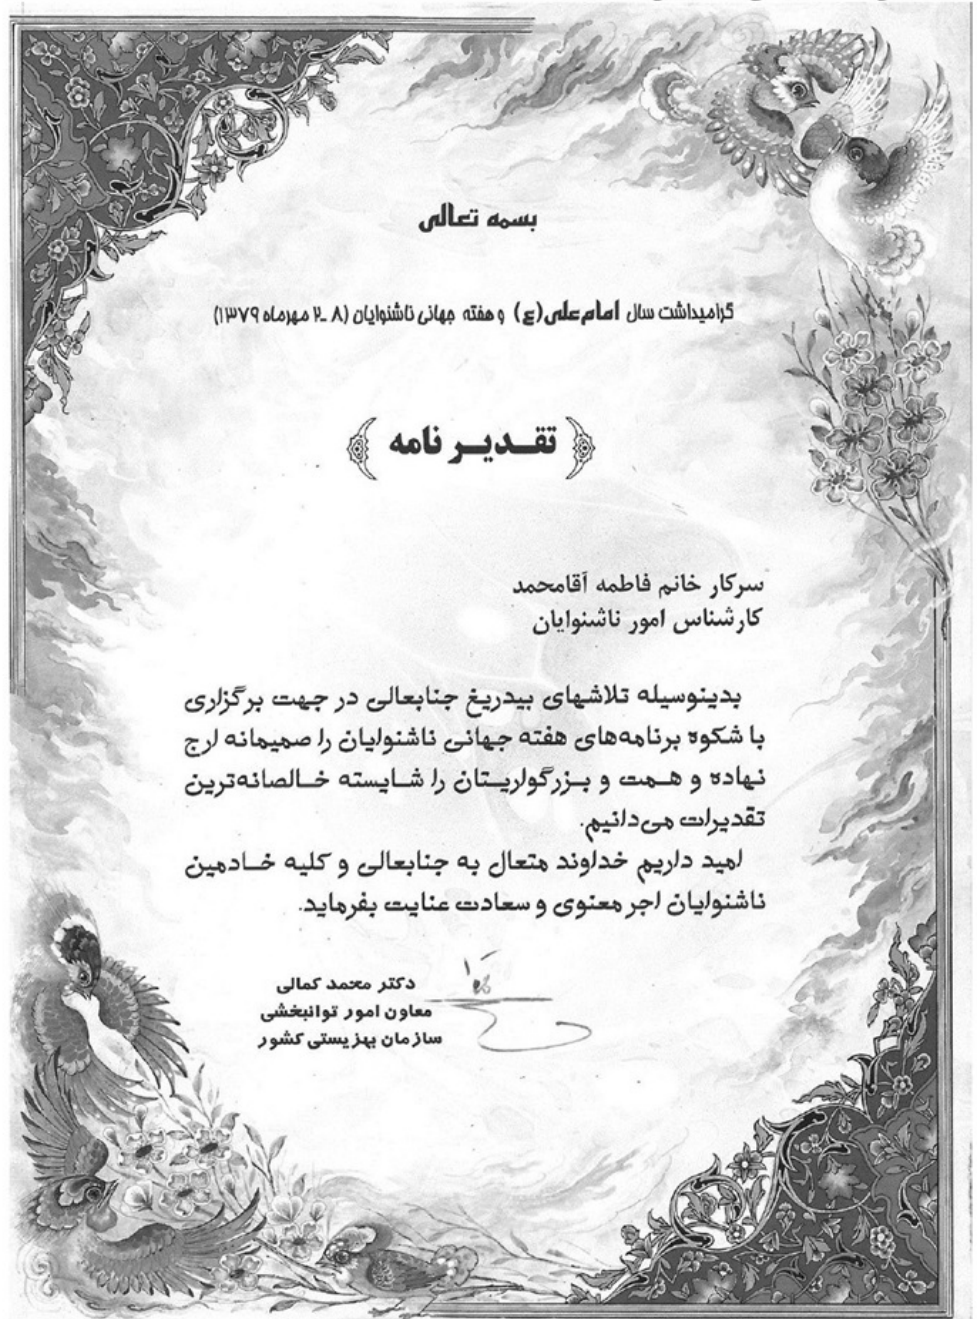 بسمه تعالی
گرامیداشت سال امام علی (ع) و هفته جهانی ناشنوایان (۸ -۲ مهرماه ۱۳۷۹)
تقـدیـر نامه
سرکار خانم فاطمه آقامحمد
کارشناس امور ناشنوایان
بدینوسیله تلاشهای بیدریغ جنابعالی در جهت برگزاری
با شکوه برنامه‌های هفته جهانی ناشنوایان را صمیمانه ارج
نهاده و همت و بزرگواریتان را شایسته خالصانه‌ترین
تقدیرات می‌دانیم.
امید داریم خداوند متعال به جنابعالی و کلیه خادمین
ناشنوایان اجر معنوی و سعادت عنایت بفرماید.
دکتر محمد کمالی
معاون امور توانبخشی
سازمان بهزیستی کشور